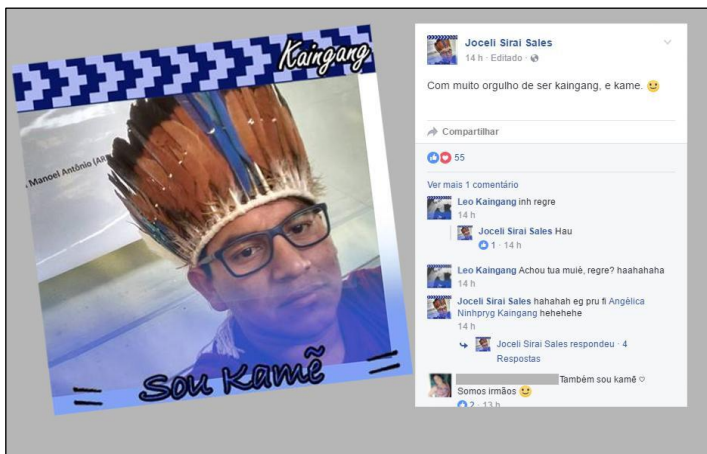 Kaingang
Manoel Antônio
Sou Kamẽ
Joceli Sirai Sales
14 h · Editado ·
Com muito orgulho de ser kaingang, e kame.
Compartilhar
55
Ver mais 1 comentário
Leo Kaingang inh regre
14 h
Joceli Sirai Sales Hau
1 · 14 h
Leo Kaingang Achou tua muiè, regre? haahahaha
14 h
Joceli Sirai Sales hahahah eg pru fi Angélica
Ninhpryg Kaingang hehehehe
14 h
Joceli Sirai Sales respondeu · 4
Respostas
Também sou kamẽ ♡
Somos irmãos
2 · 13 h